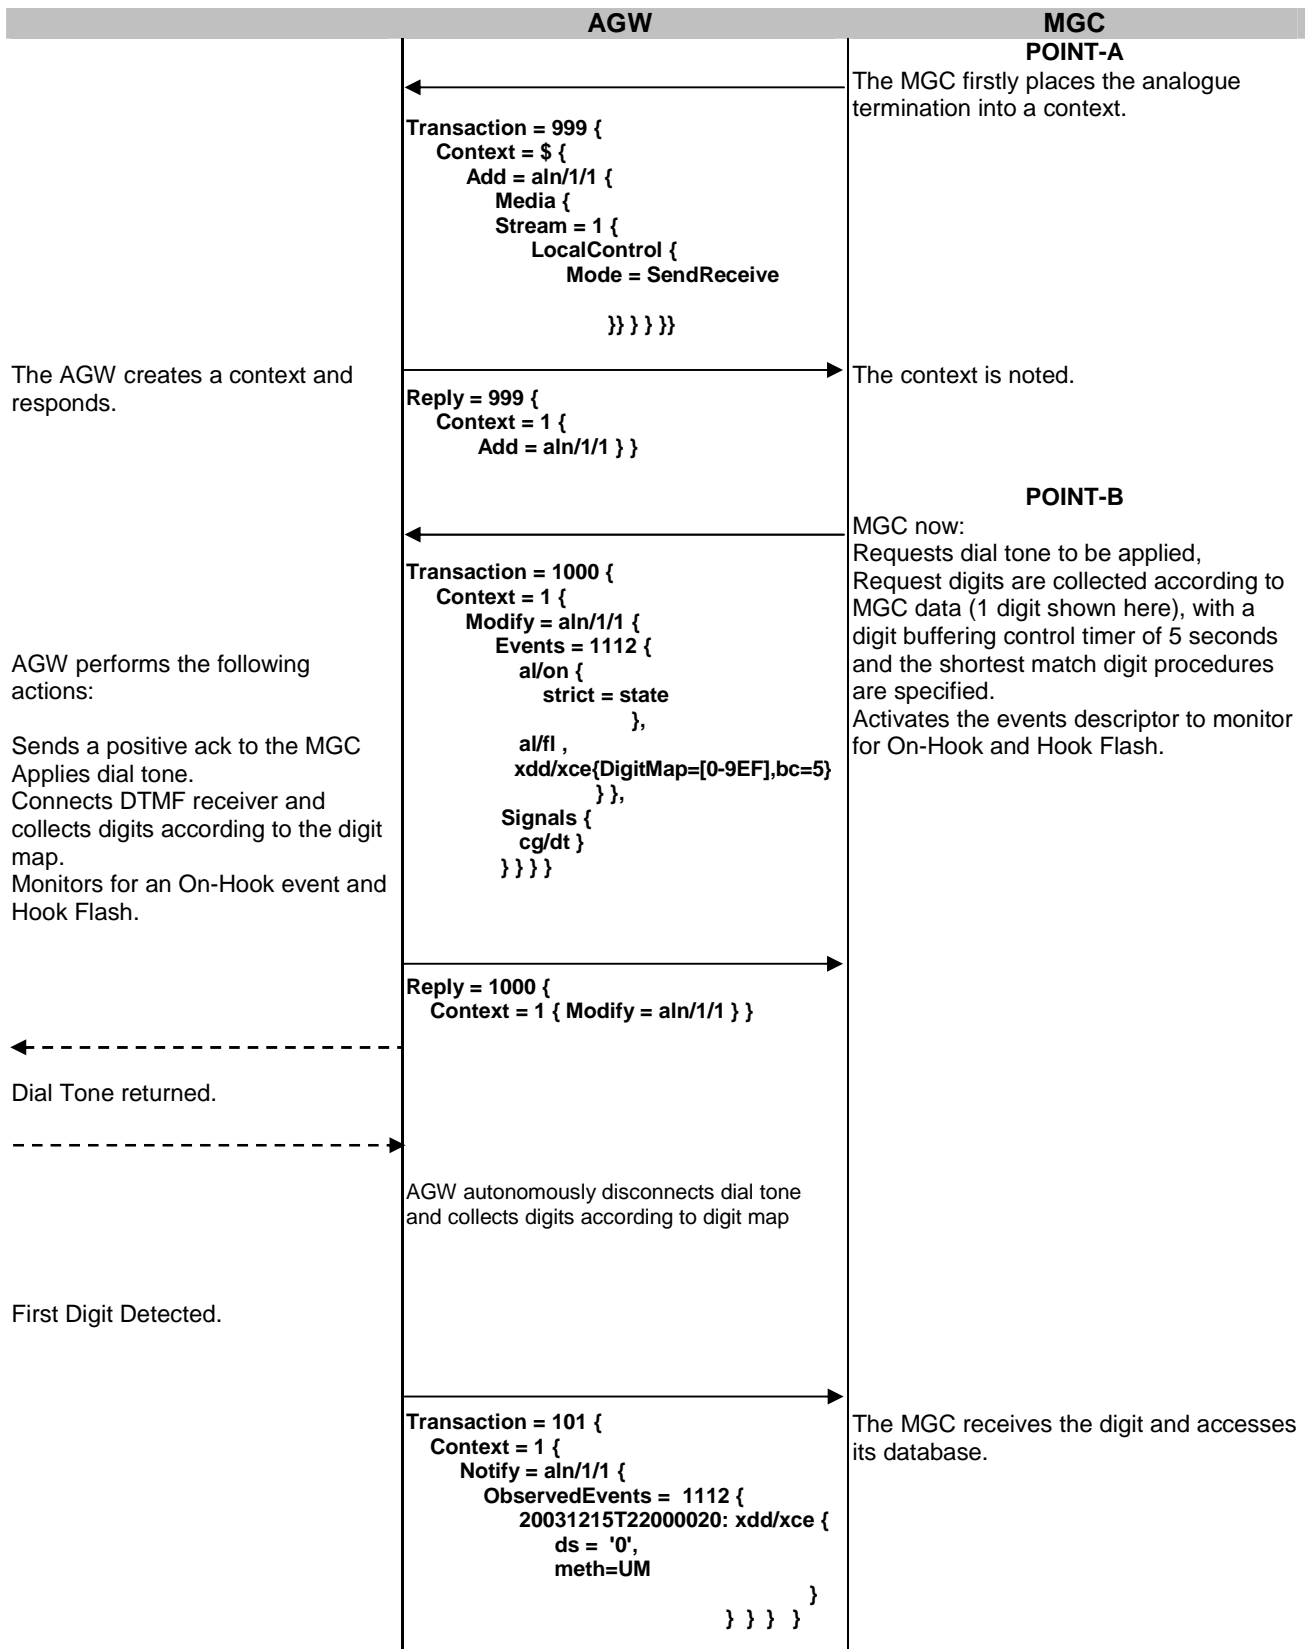 AGW
MGC
POINT-A
The MGC firstly places the analogue
termination into a context.
Transaction = 999 {
Context = $ {
Add = aln/1/1 {
Media {
Stream = 1 {
LocalControl {
Mode = SendReceive
}} } } }}
The AGW creates a context and
responds.
The context is noted.
Reply = 999 {
Context = 1 {
Add = aln/1/1 } }
POINT-B
MGC now:
Requests dial tone to be applied,
Request digits are collected according to
MGC data (1 digit shown here), with a
digit buffering control timer of 5 seconds
and the shortest match digit procedures
are specified.
Activates the events descriptor to monitor
for On-Hook and Hook Flash.
Transaction = 1000 {
Context = 1 {
Modify = aln/1/1 {
Events = 1112 {
al/on {
strict = state
},
al/fl ,
xdd/xce{DigitMap=[0-9EF],bc=5}
} },
Signals {
cg/dt }
} } } }
AGW performs the following
actions:
Sends a positive ack to the MGC
Applies dial tone.
Connects DTMF receiver and
collects digits according to the digit
map.
Monitors for an On-Hook event and
Hook Flash.
Reply = 1000 {
Context = 1 { Modify = aln/1/1 } }
Dial Tone returned.
AGW autonomously disconnects dial tone
and collects digits according to digit map
First Digit Detected.
Transaction = 101 {
Context = 1 {
Notify = aln/1/1 {
ObservedEvents = 1112 {
20031215T22000020: xdd/xce {
ds = '0',
meth=UM
}
} } } }
The MGC receives the digit and accesses
its database.